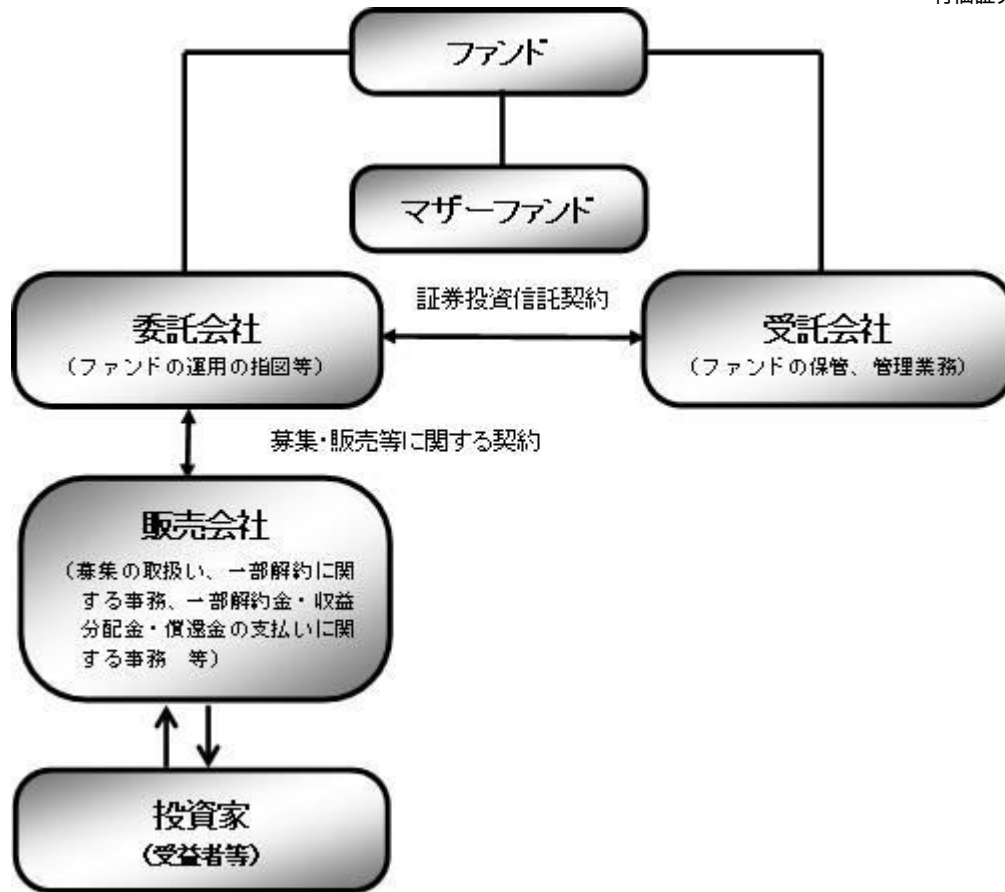 ファンド
マザーファンド
証券投資信託契約
委託会社
(ファンドの運用の指図等)
受託会社
(ファンドの保管、管理業務)
募集・販売等に関する契約
販売会社
(募集の取扱い、一部解約に関
する事務、一部解約金・収益
分配金・償還金の支払いに関
する事務 等)
投資家
(受益者等)